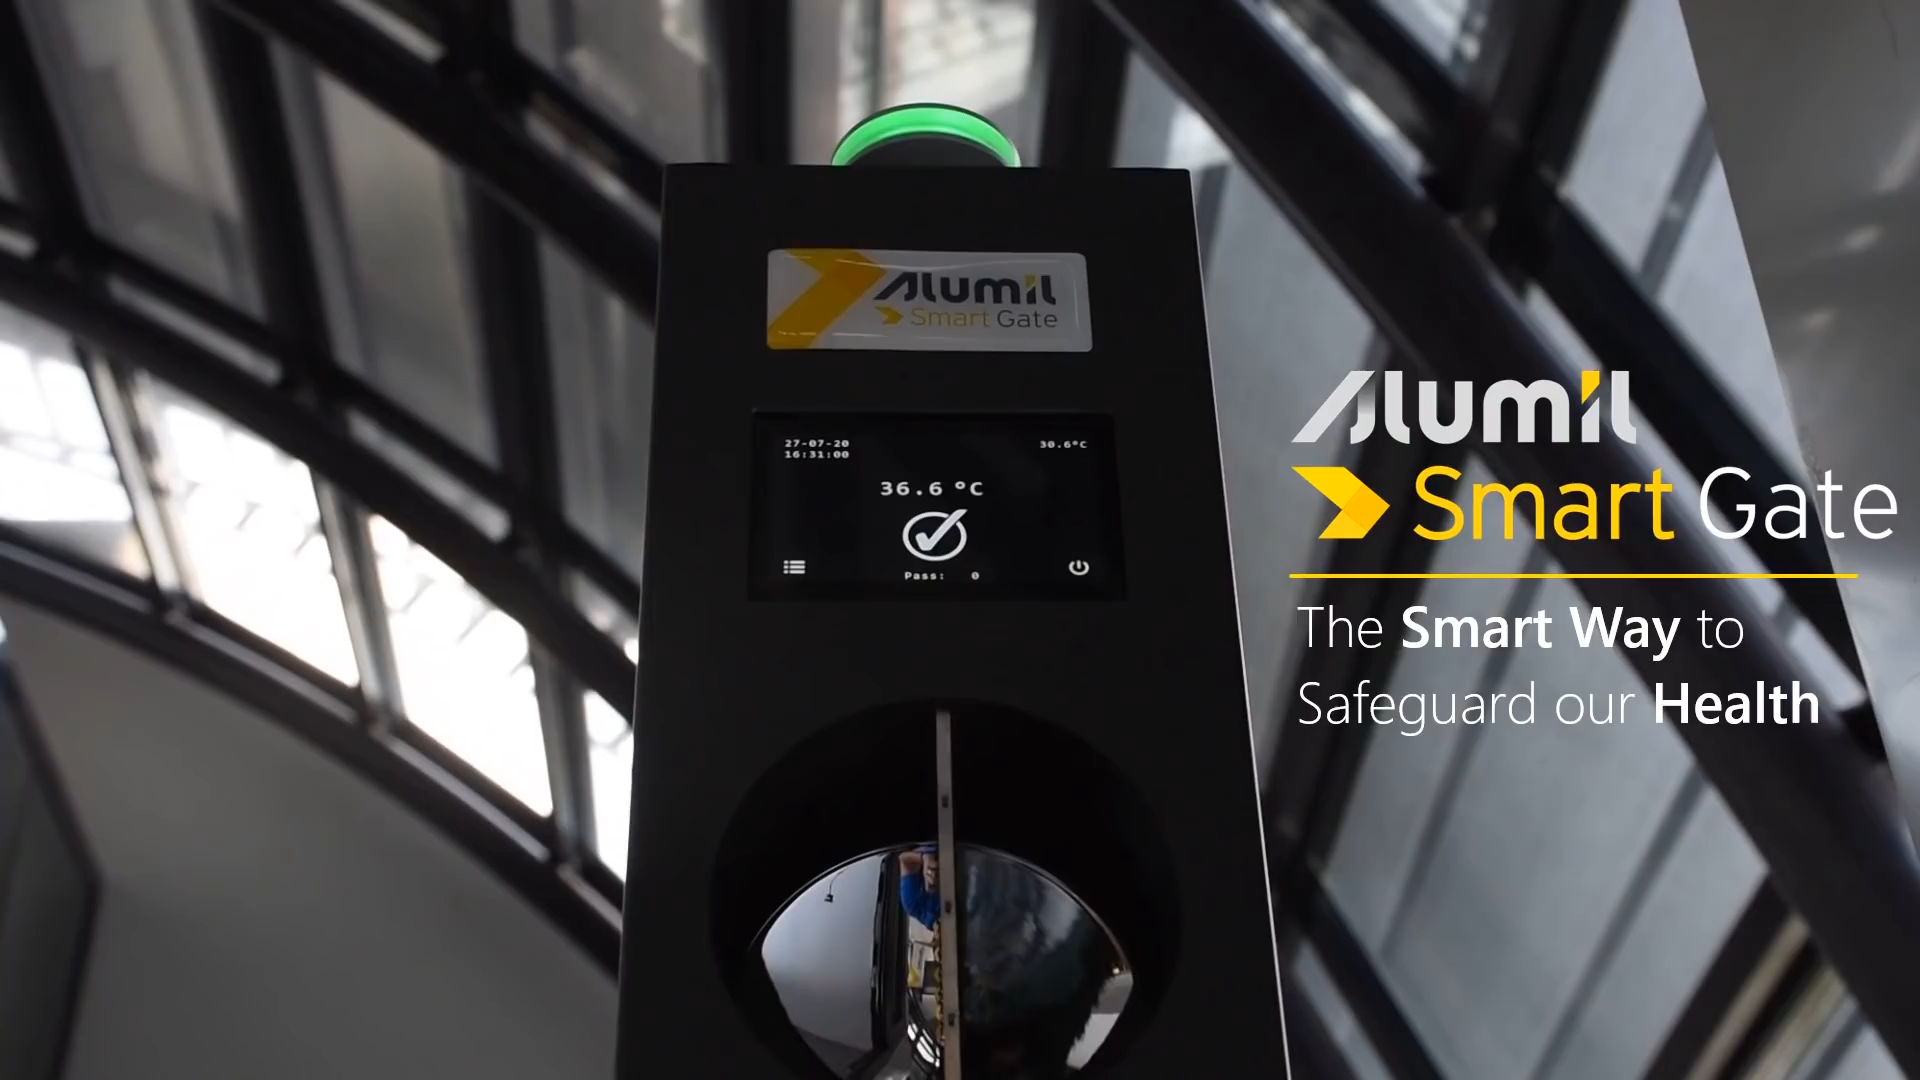 Alumil
Smart Gate
27-07-20
16:31:00
30.6°C
36.6 °C
Pass: 0
Alumil
Smart Gate
The Smart Way to
Safeguard our Health